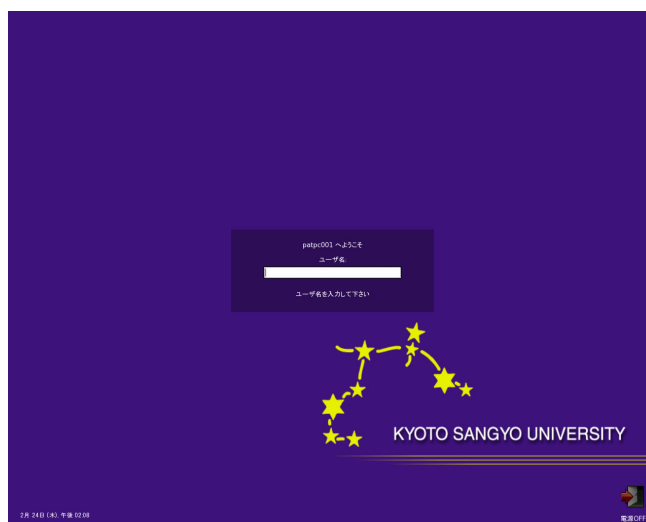 patpc001 へようこそ
ユーザ名:
ユーザ名を入力して下さい
KYOTO SANGYO UNIVERSITY
2月 24日 (木), 午後 02:08
電源OFF